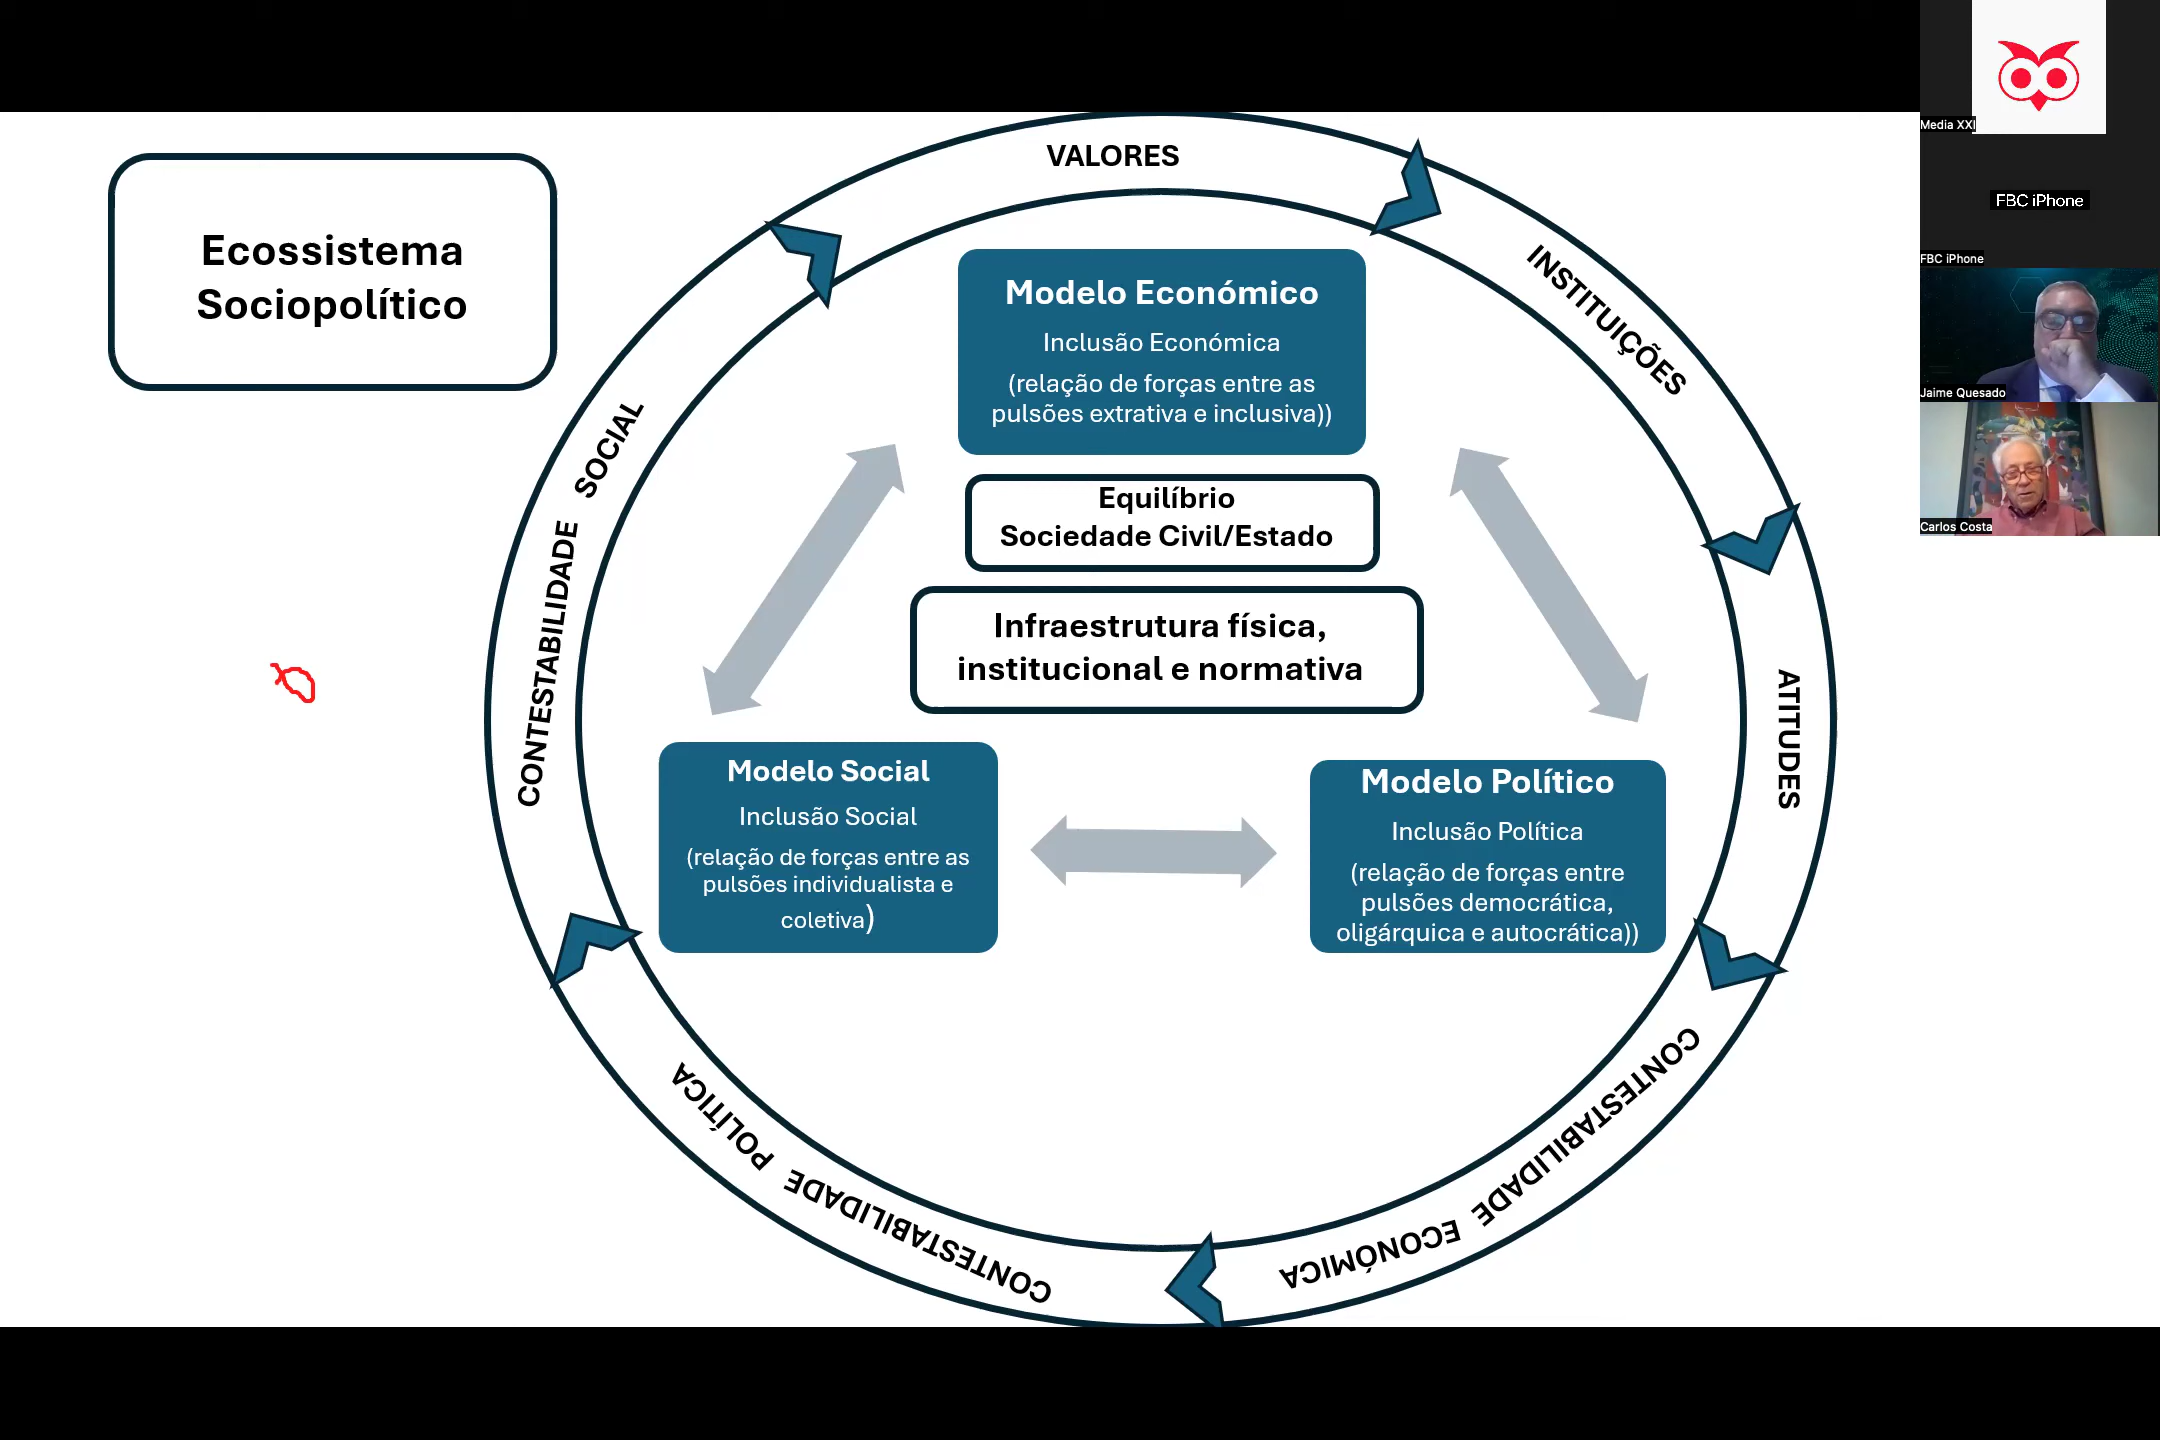 Ecossistema
Sociopolítico
VALORES
INSTITUIÇÕES
ATITUDES
CONTESTABILIDADE ECONÓMICA
CONTESTABILIDADE POLÍTICA
CONTESTABILIDADE SOCIAL
Modelo Económico
Inclusão Económica
(relação de forças entre as
pulsões extrativa e inclusiva))
Equilíbrio
Sociedade Civil/Estado
Infraestrutura física,
institucional e normativa
Modelo Social
Inclusão Social
(relação de forças entre as
pulsões individualista e
coletiva)
Modelo Político
Inclusão Política
(relação de forças entre
pulsões democrática,
oligárquica e autocrática))
Media XXI
FBC iPhone
FBC iPhone
Jaime Quesado
Carlos Costa